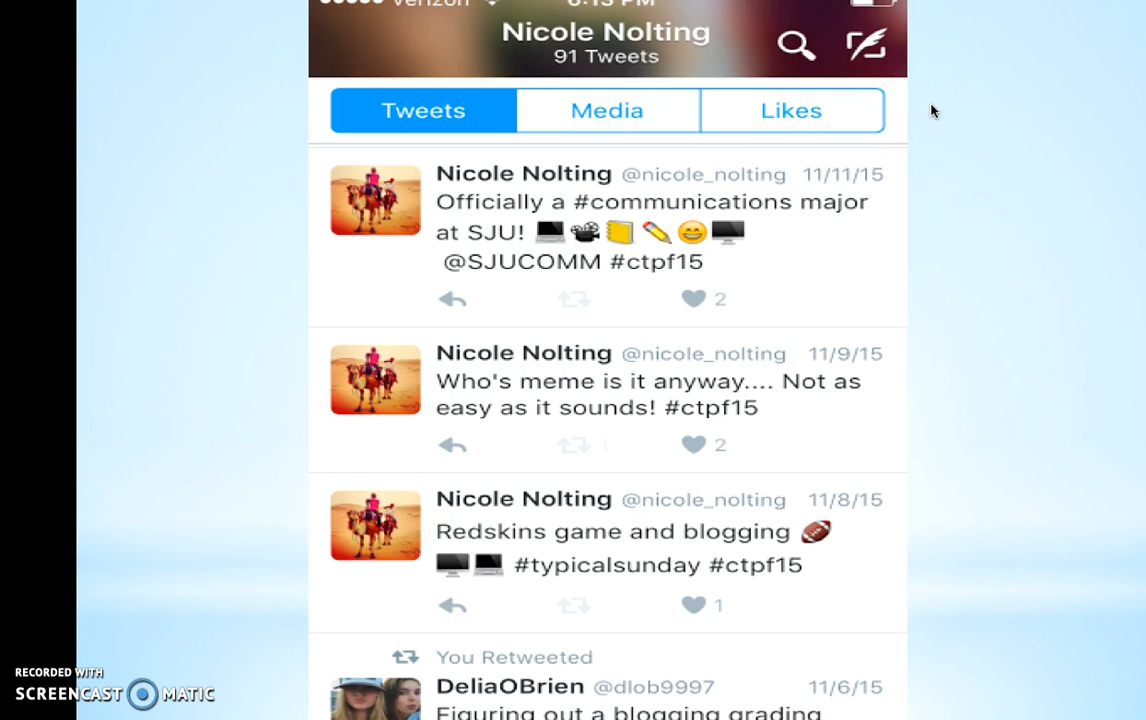 Verizon 6:13 PM
Nicole Nolting
91 Tweets
Tweets Media Likes
Nicole Nolting @nicole_nolting 11/11/15
Officially a #communications major
at SJU! 💻📽📒✏️😄🖥
@SJUCOMM #ctpf15
2
Nicole Nolting @nicole_nolting 11/9/15
Who's meme is it anyway.... Not as
easy as it sounds! #ctpf15
1 2
Nicole Nolting @nicole_nolting 11/8/15
Redskins game and blogging 🏈
🖥💻 #typicalsunday #ctpf15
1
You Retweeted
DeliaOBrien @dlob9997 11/6/15
Figuring out a blogging grading
RECORDED WITH
SCREENCAST MATIC